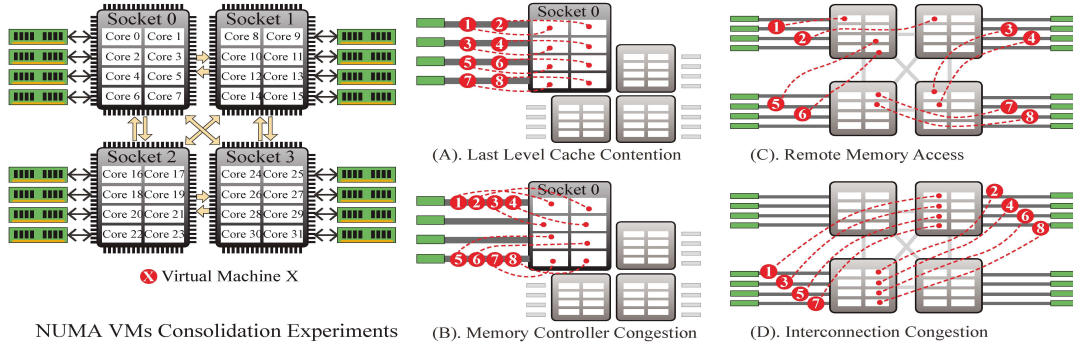 Socket 0
Socket 1
Core 0 Core 1
Core 2 Core 3
Core 4 Core 5
Core 6 Core 7
Core 8 Core 9
Core 10 Core 11
Core 12 Core 13
Core 14 Core 15
Socket 2
Socket 3
Core 16 Core 17
Core 18 Core 19
Core 20 Core 21
Core 22 Core 23
Core 24 Core 25
Core 26 Core 27
Core 28 Core 29
Core 30 Core 31
X Virtual Machine X
NUMA VMs Consolidation Experiments
Socket 0
1 2
3 4
5 6
7 8
(A). Last Level Cache Contention
Socket 0
1 2 3 4
5 6 7 8
(B). Memory Controller Congestion
1
2
3
4
5
6
7
8
(C). Remote Memory Access
2
4
6
8
1
3
5
7
(D). Interconnection Congestion